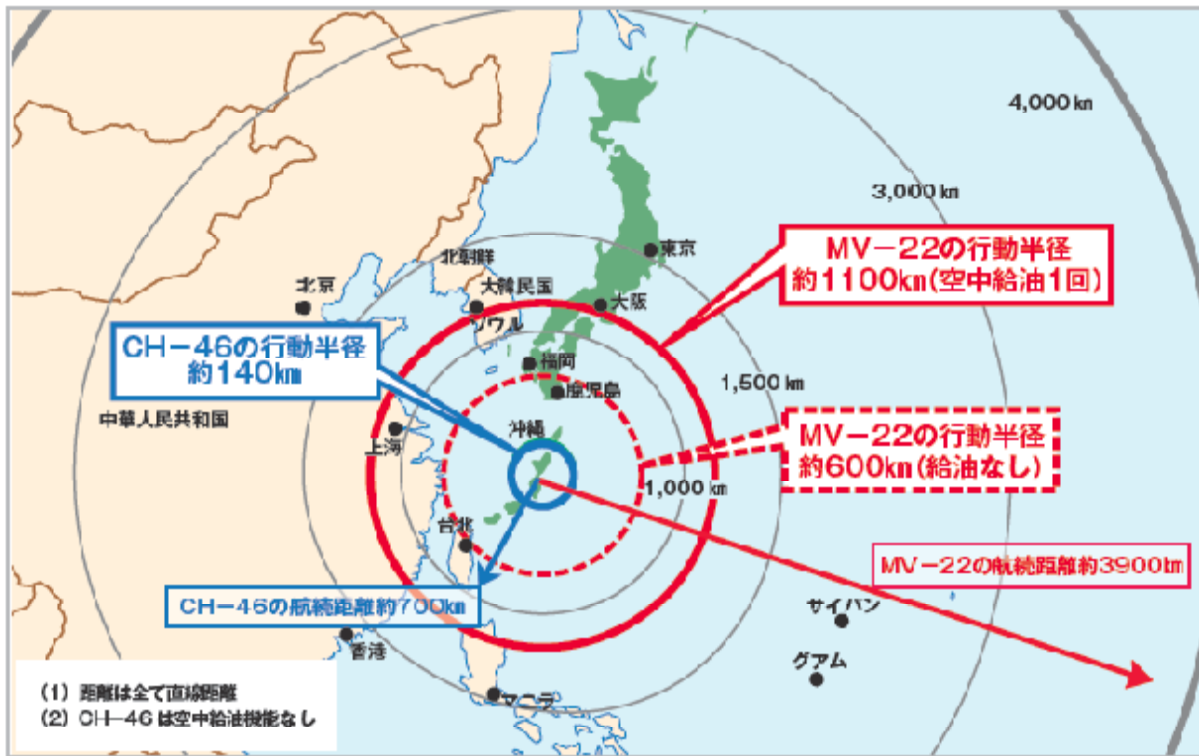 4,000㎞
3,000㎞
MV−22の行動半径
約1100km(空中給油1回)
東京
北朝鮮
北京
大韓民国
大阪
ソウル
CH−46の行動半径
約140㎞
福岡
1,500㎞
鹿児島
中華人民共和国
沖縄
上海
MV−22の行動半径
約600㎞(給油なし)
1,000㎞
台北
MV−22の航続距離約3900㎞
CH−46の航続距離約700㎞
サイパン
香港
グアム
マニラ
(1) 距離は全て直線距離
(2) CH−46は空中給油機能なし